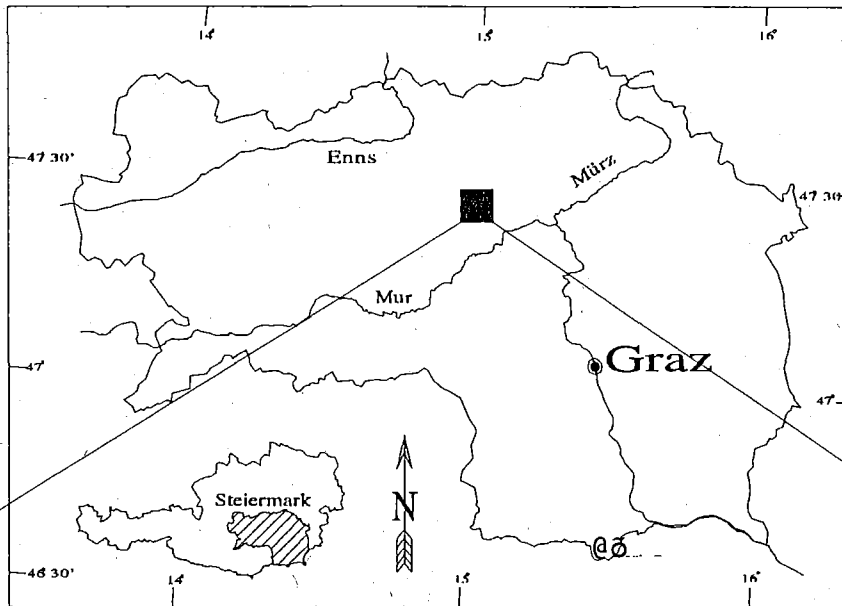 14° 15° 16°
47 30'
Enns
Mürz
47 30'
Mur
Graz
47°
47°
Steiermark
N
@Ø
46 30'
14° 15° 16°